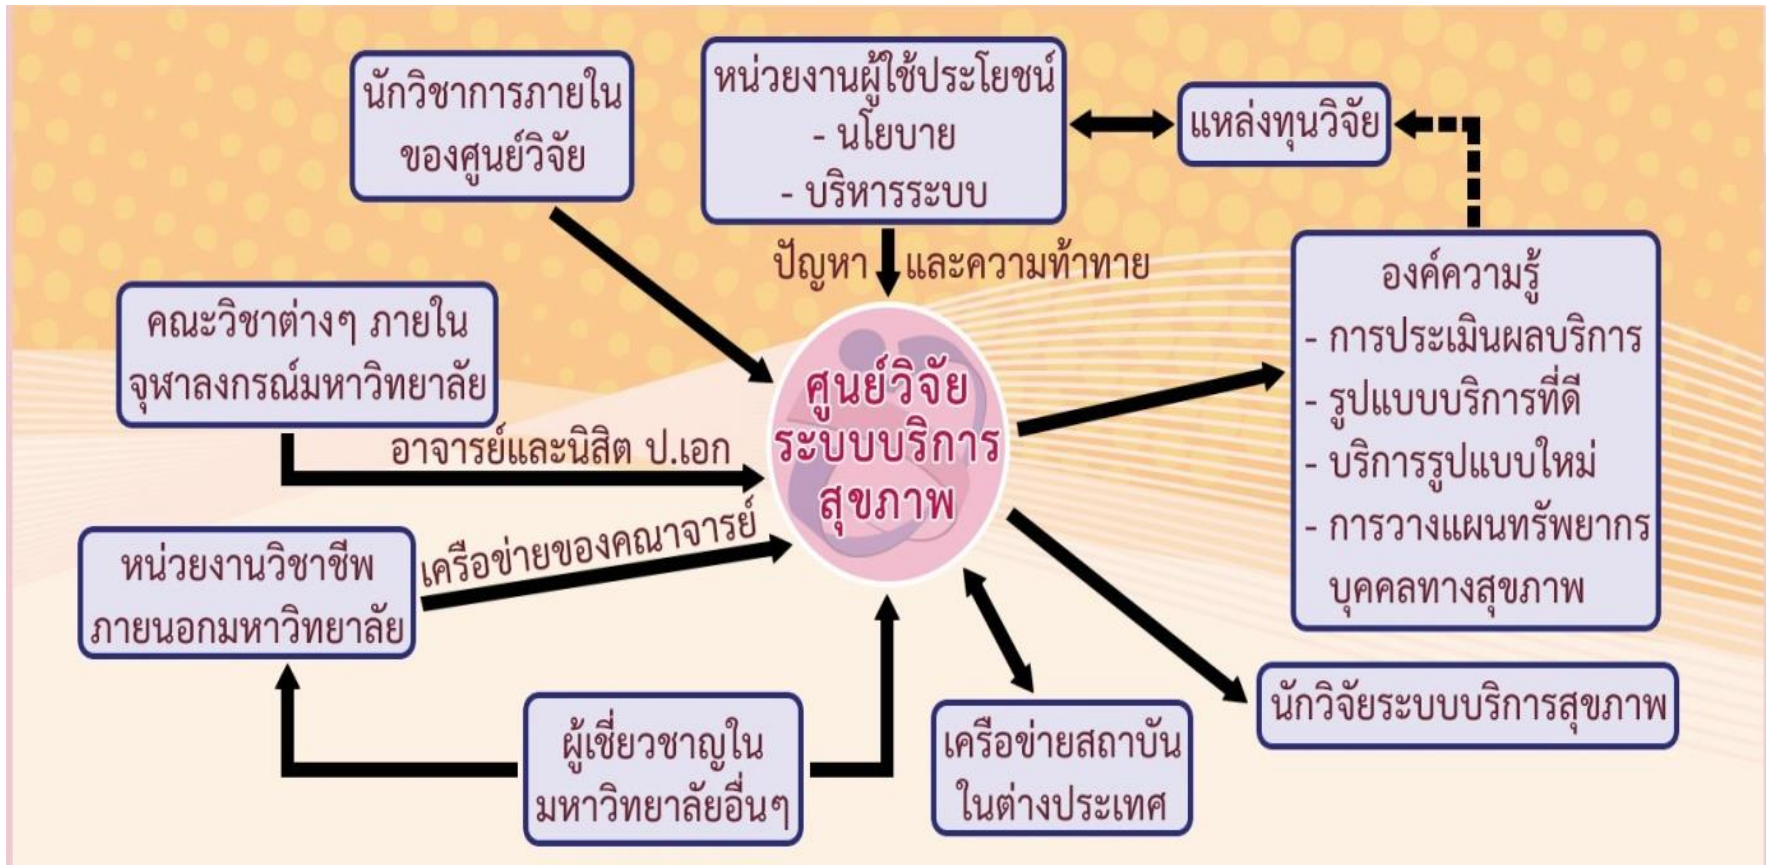 นักวิชาการภายใน
ของศูนย์วิจัย
หน่วยงานผู้ใช้ประโยชน์
- นโยบาย
- บริหารระบบ
แหล่งทุนวิจัย
ปัญหา และความท้าทาย
องค์ความรู้
- การประเมินผลบริการ
- รูปแบบบริการที่ดี
- บริการรูปแบบใหม่
- การวางแผนทรัพยากร
บุคคลทางสุขภาพ
คณะวิชาต่างๆ ภายใน
จุฬาลงกรณ์มหาวิทยาลัย
อาจารย์และนิสิต ป.เอก
ศูนย์วิจัย
ระบบบริการ
สุขภาพ
เครือข่ายของคณาจารย์
หน่วยงานวิชาชีพ
ภายนอกมหาวิทยาลัย
ผู้เชี่ยวชาญใน
มหาวิทยาลัยอื่นๆ
เครือข่ายสถาบัน
ในต่างประเทศ
นักวิจัยระบบบริการสุขภาพ